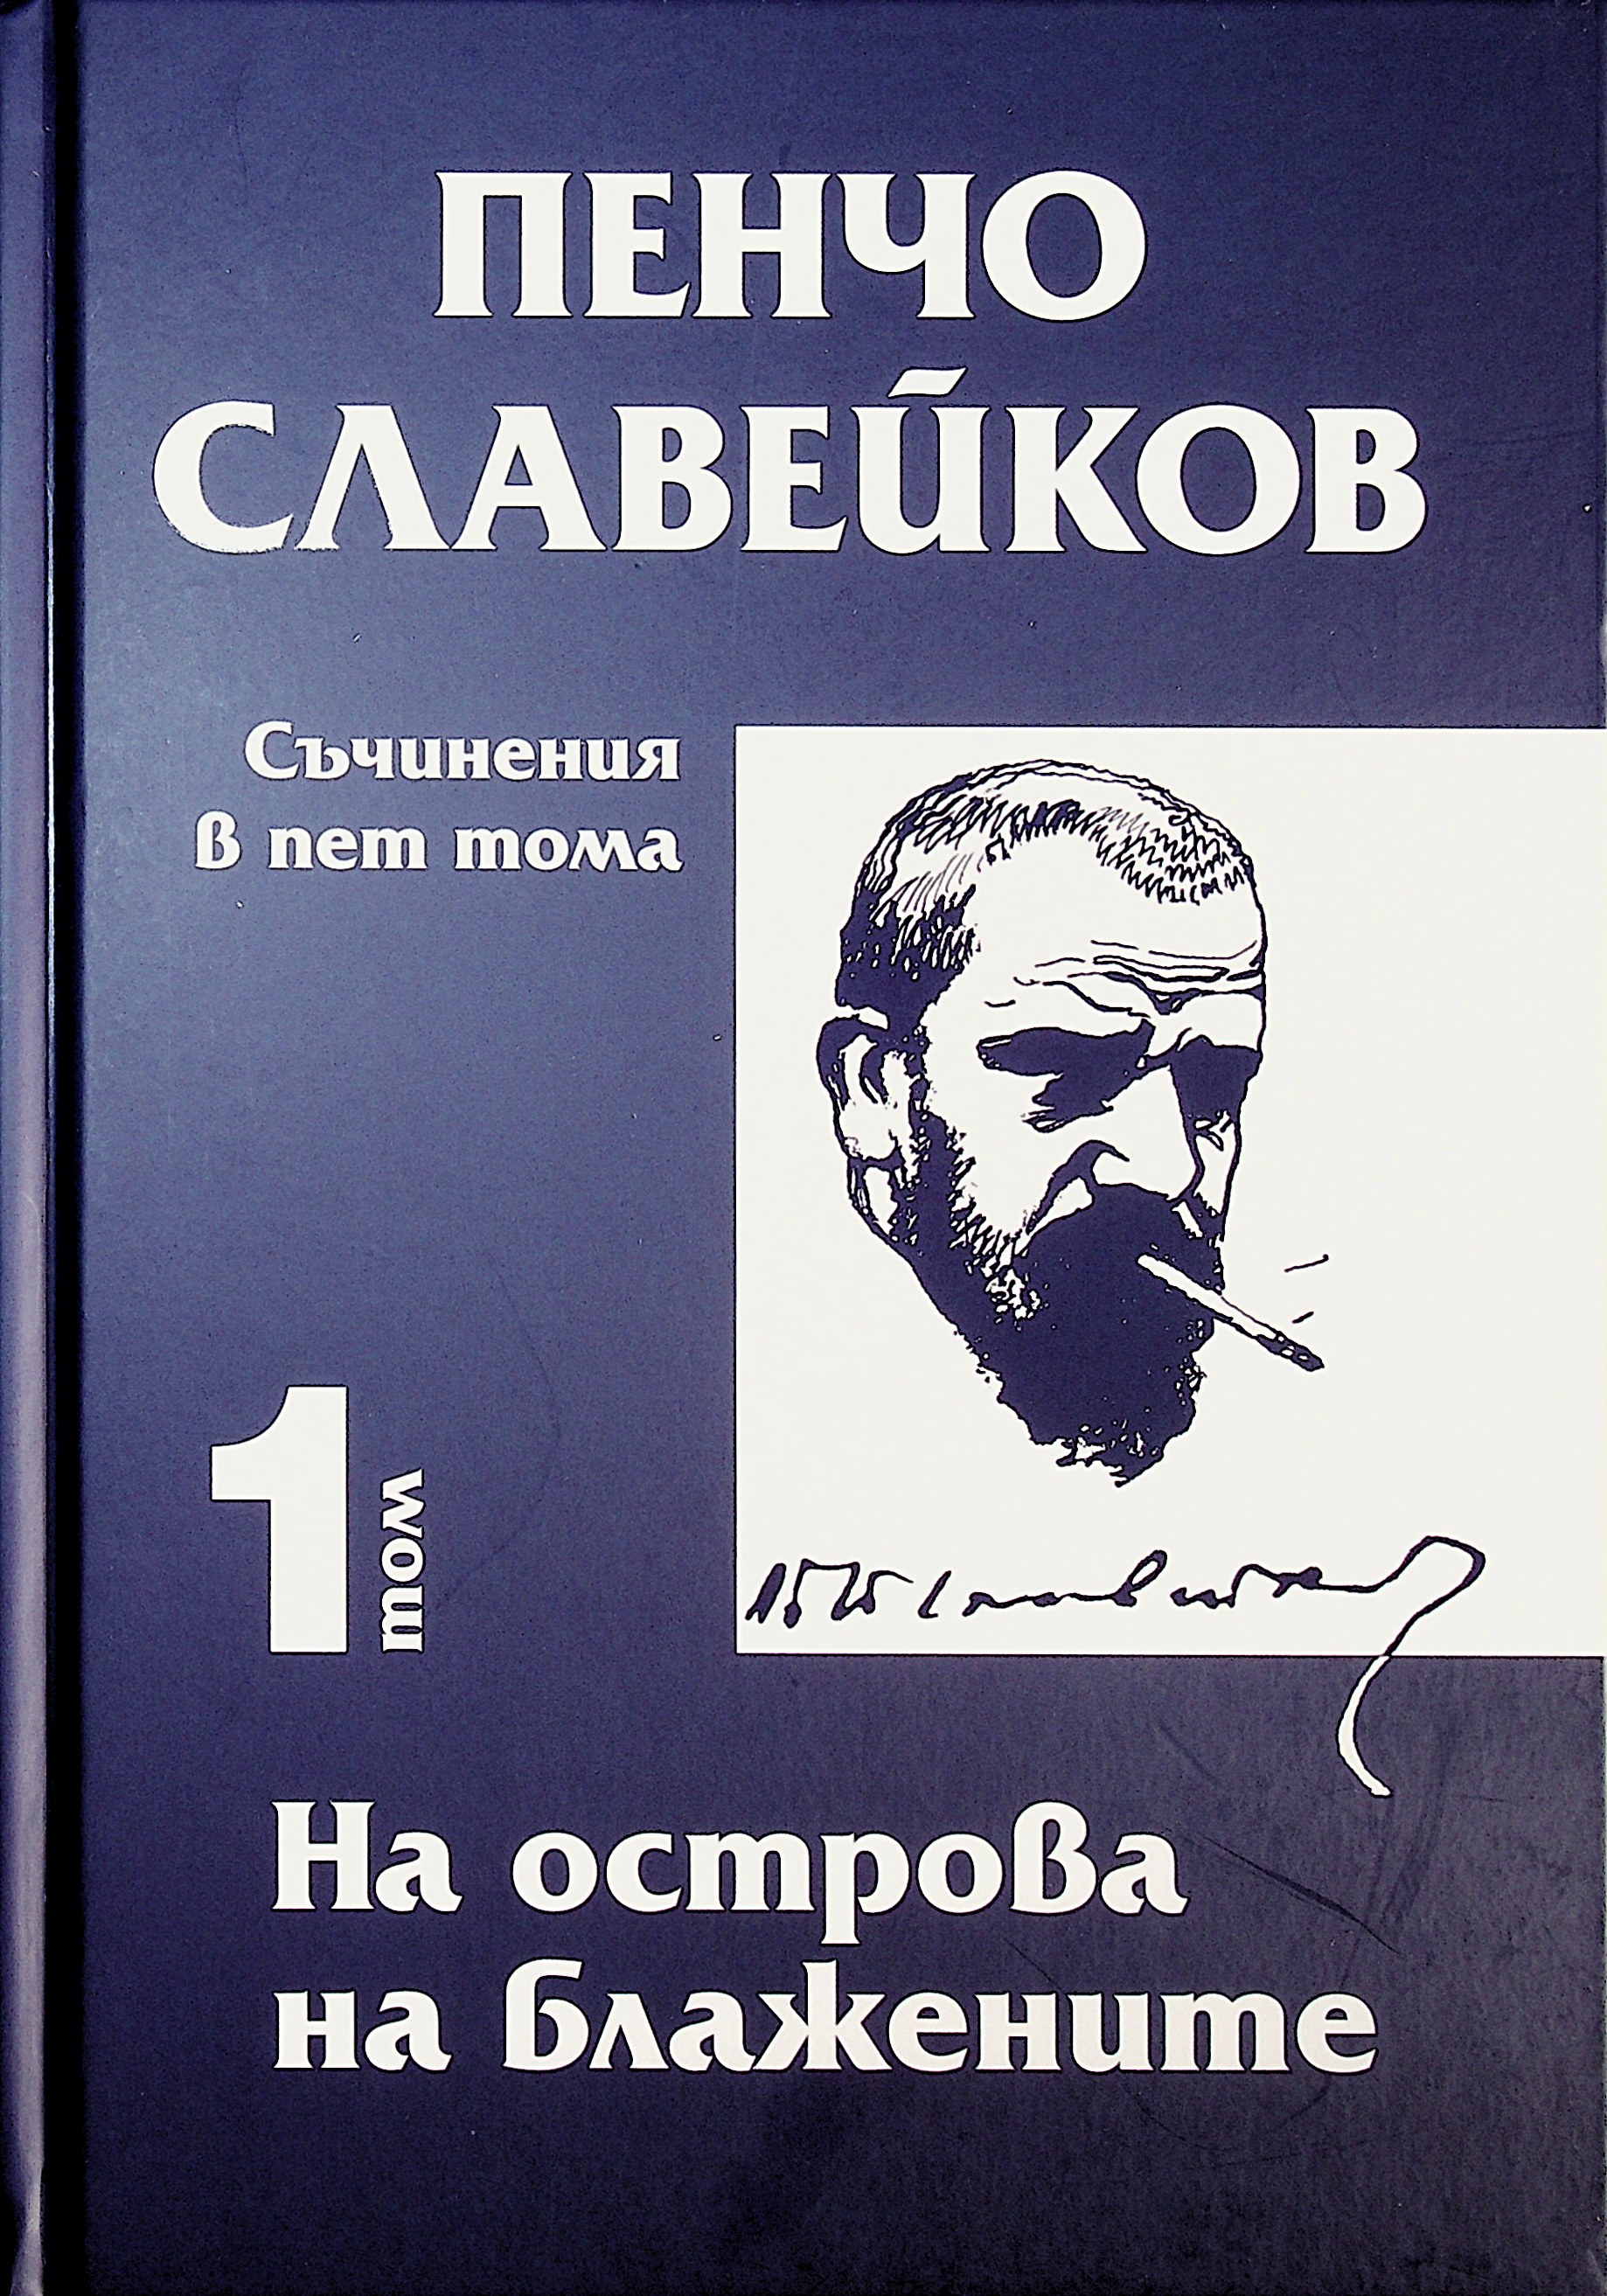 ПЕНЧО
СЛАВЕЙКОВ
Съчинения
в пет тома
1
том
На острова
на блажените